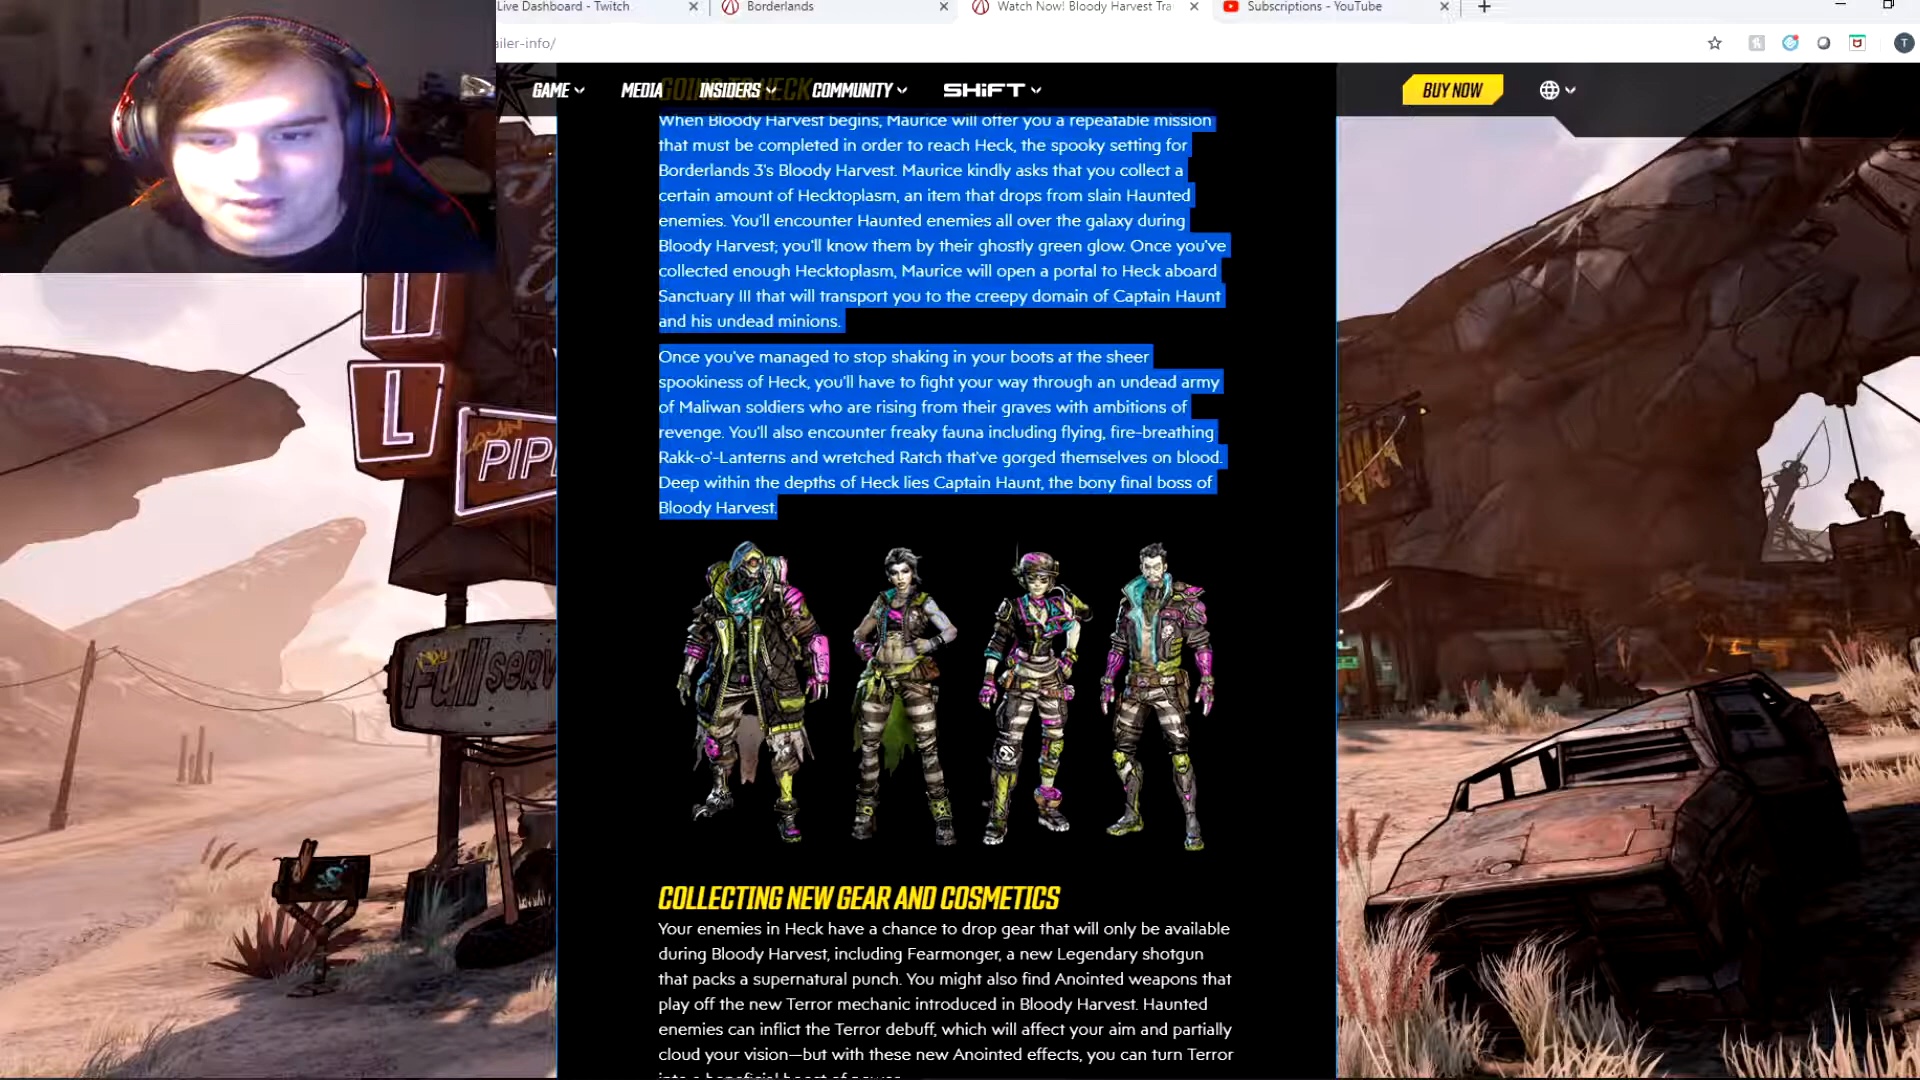 Live Dashboard - Twitch
Borderlands
Watch Now! Bloody Harvest Tra
Subscriptions - YouTube
ailer-info/
T
GAME
MEDIA
INSIDERS
COMMUNITY
SHiFT
BUY NOW
GOING TO HECK
When Bloody Harvest begins, Maurice will offer you a repeatable mission
that must be completed in order to reach Heck, the spooky setting for
Borderlands 3's Bloody Harvest. Maurice kindly asks that you collect a
certain amount of Hecktoplasm, an item that drops from slain Haunted
enemies. You'll encounter Haunted enemies all over the galaxy during
Bloody Harvest; you'll know them by their ghostly green glow. Once you've
collected enough Hecktoplasm, Maurice will open a portal to Heck aboard
Sanctuary III that will transport you to the creepy domain of Captain Haunt
and his undead minions.
Once you've managed to stop shaking in your boots at the sheer
spookiness of Heck, you'll have to fight your way through an undead army
of Maliwan soldiers who are rising from their graves with ambitions of
revenge. You'll also encounter freaky fauna including flying, fire-breathing
Rakk-o'-Lanterns and wretched Ratch that've gorged themselves on blood.
Deep within the depths of Heck lies Captain Haunt, the bony final boss of
Bloody Harvest.
L
PIP
Full serv
COLLECTING NEW GEAR AND COSMETICS
Your enemies in Heck have a chance to drop gear that will only be available
during Bloody Harvest, including Fearmonger, a new Legendary shotgun
that packs a supernatural punch. You might also find Anointed weapons that
play off the new Terror mechanic introduced in Bloody Harvest. Haunted
enemies can inflict the Terror debuff, which will affect your aim and partially
cloud your vision—but with these new Anointed effects, you can turn Terror
into a beneficial boost of power.